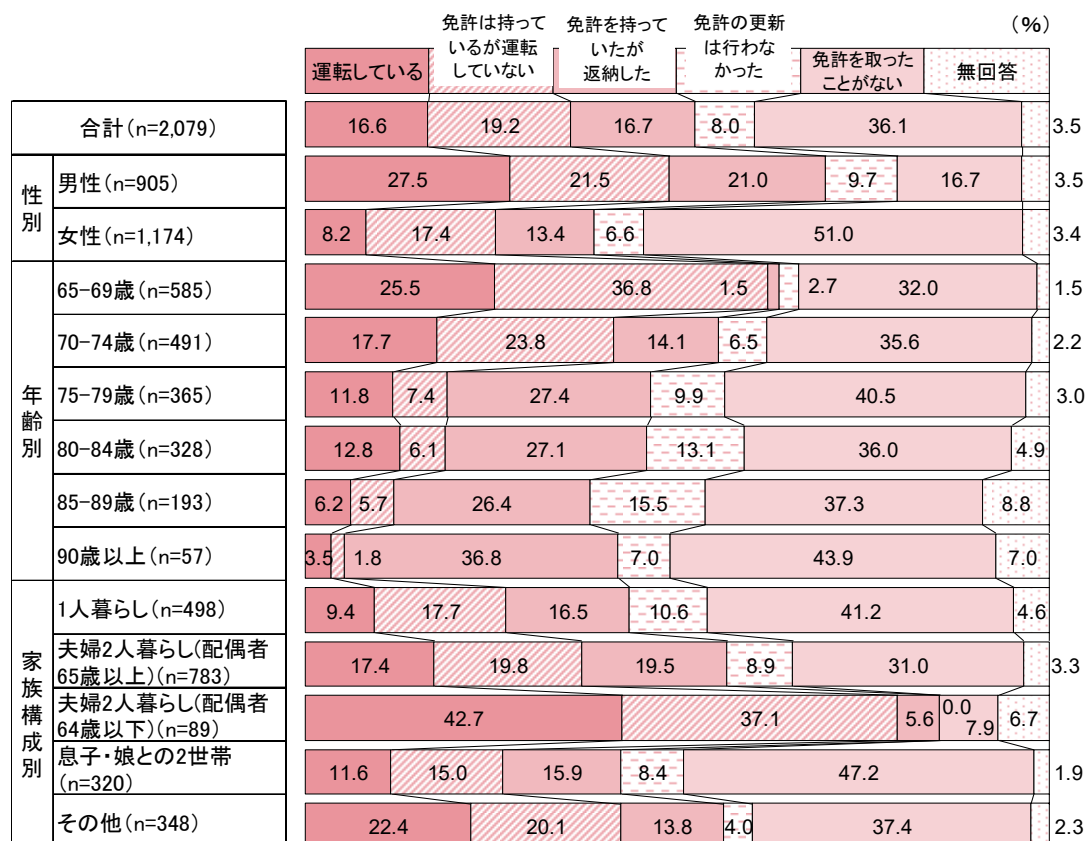 (%)
運転している
免許は持って
いるが運転
していない
免許を持って
いたが
返納した
免許の更新
は行わな
かった
免許を取った
ことがない
無回答
合計(n=2,079)
16.6 19.2 16.7 8.0 36.1 3.5
性別
男性(n=905)
27.5 21.5 21.0 9.7 16.7 3.5
女性(n=1,174)
8.2 17.4 13.4 6.6 51.0 3.4
年齢別
65-69歳(n=585)
25.5 36.8 1.5 2.7 32.0 1.5
70-74歳(n=491)
17.7 23.8 14.1 6.5 35.6 2.2
75-79歳(n=365)
11.8 7.4 27.4 9.9 40.5 3.0
80-84歳(n=328)
12.8 6.1 27.1 13.1 36.0 4.9
85-89歳(n=193)
6.2 5.7 26.4 15.5 37.3 8.8
90歳以上(n=57)
3.5 1.8 36.8 7.0 43.9 7.0
家族構成別
1人暮らし(n=498)
9.4 17.7 16.5 10.6 41.2 4.6
夫婦2人暮らし(配偶者
65歳以上)(n=783)
17.4 19.8 19.5 8.9 31.0 3.3
夫婦2人暮らし(配偶者
64歳以下)(n=89)
42.7 37.1 5.6 0.0 7.9 6.7
息子・娘との2世帯
(n=320)
11.6 15.0 15.9 8.4 47.2 1.9
その他(n=348)
22.4 20.1 13.8 4.0 37.4 2.3